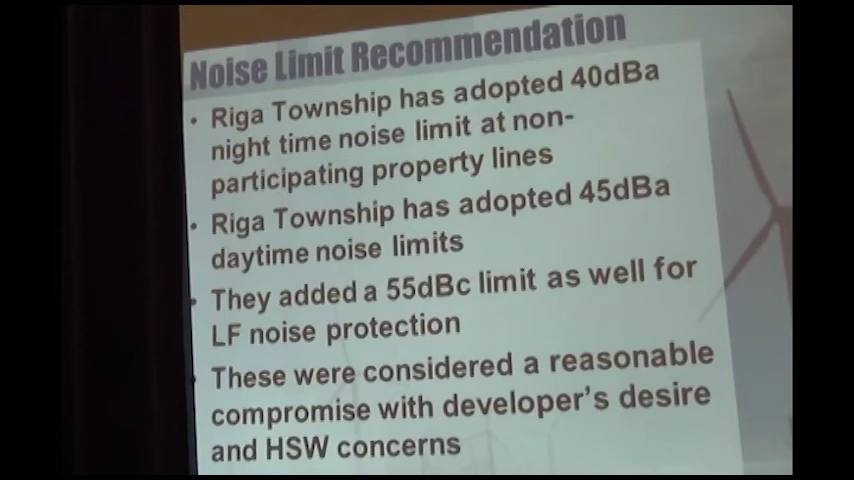 Noise Limit Recommendation
• Riga Township has adopted 40dBa
night time noise limit at non-
participating property lines
• Riga Township has adopted 45dBa
daytime noise limits
• They added a 55dBc limit as well for
LF noise protection
• These were considered a reasonable
compromise with developer's desire
and HSW concerns